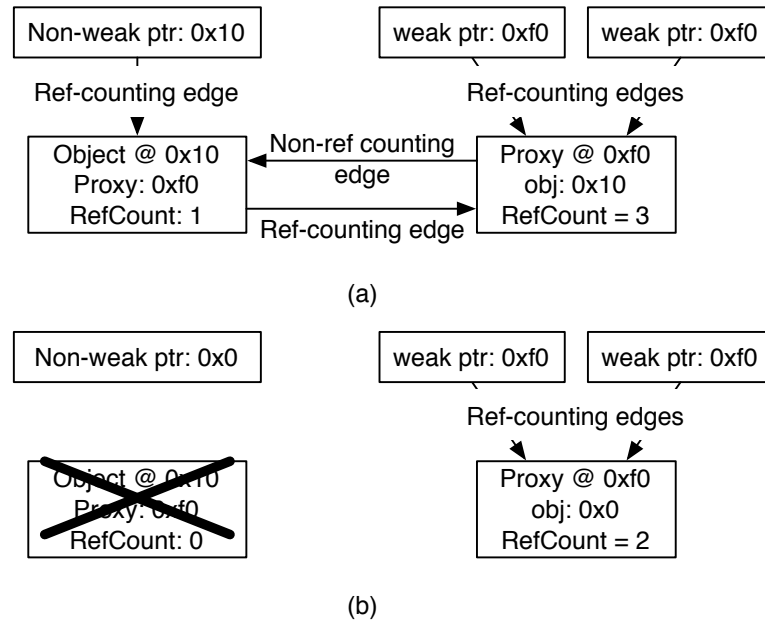 Non-weak ptr: 0x10
weak ptr: 0xf0
weak ptr: 0xf0
Ref-counting edge
Ref-counting edges
Object @ 0x10
Proxy: 0xf0
RefCount: 1
Non-ref counting
edge
Ref-counting edge
Proxy @ 0xf0
obj: 0x10
RefCount = 3
(a)
Non-weak ptr: 0x0
weak ptr: 0xf0
weak ptr: 0xf0
Ref-counting edges
Object @ 0x10
Proxy: 0xf0
RefCount: 0
Proxy @ 0xf0
obj: 0x0
RefCount = 2
(b)